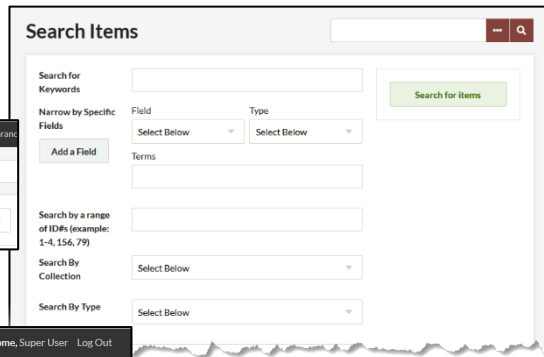 Search Items
Search for
Keywords
Search for items
Narrow by Specific
Fields
Field Type
Select Below Select Below
Add a Field
Terms
Search by a range
of ID#s (example:
1-4, 156, 79)
Search By
Collection
Select Below
Search By Type
Select Below
Super User Log Out